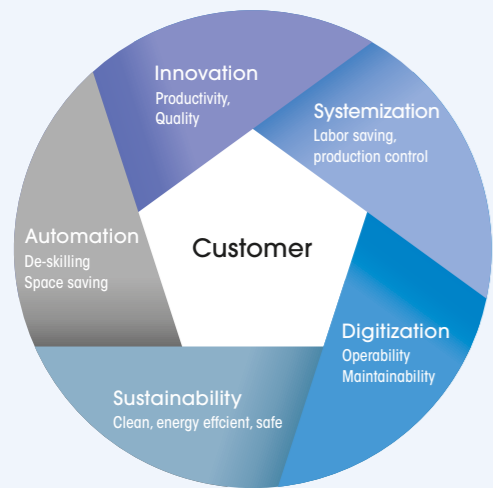 Innovation
Productivity,
Quality
Systemization
Labor saving,
production control
Automation
De-skilling
Space saving
Customer
Digitization
Operability
Maintainability
Sustainability
Clean, energy effcient, safe